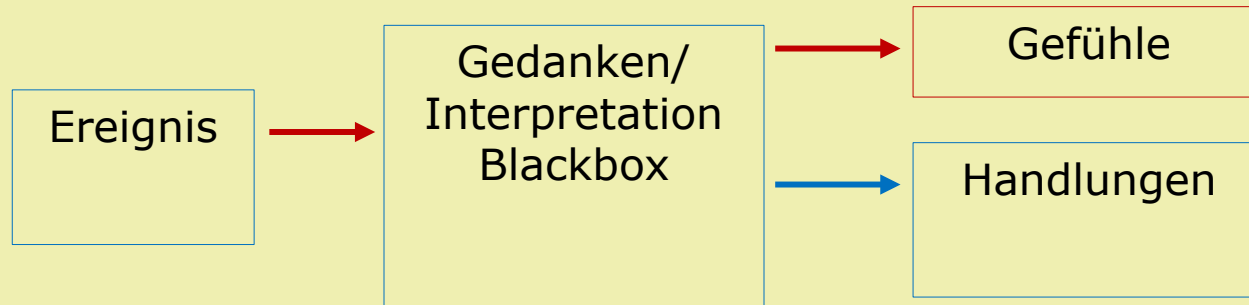 Ereignis
Gedanken/
Interpretation
Blackbox
Gefühle
Handlungen